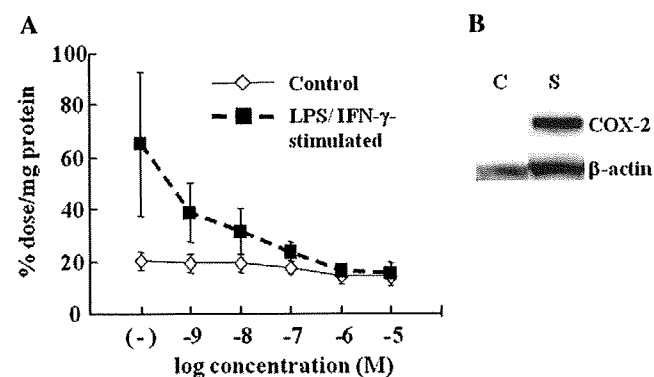 A
% dose/mg protein
100
80
60
40
20
0
Control
LPS/IFN-γ-
stimulated
(-)
-9
-8
-7
-6
-5
log concentration (M)
B
C S
COX-2
β-actin